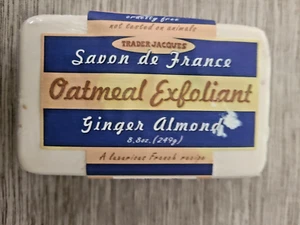 cruelty free
not tested on animals
TRADER JACQUES
Savon de France
Oatmeal Exfoliant
Ginger Almond
8.8oz. (249g)
A luxurious French recipe